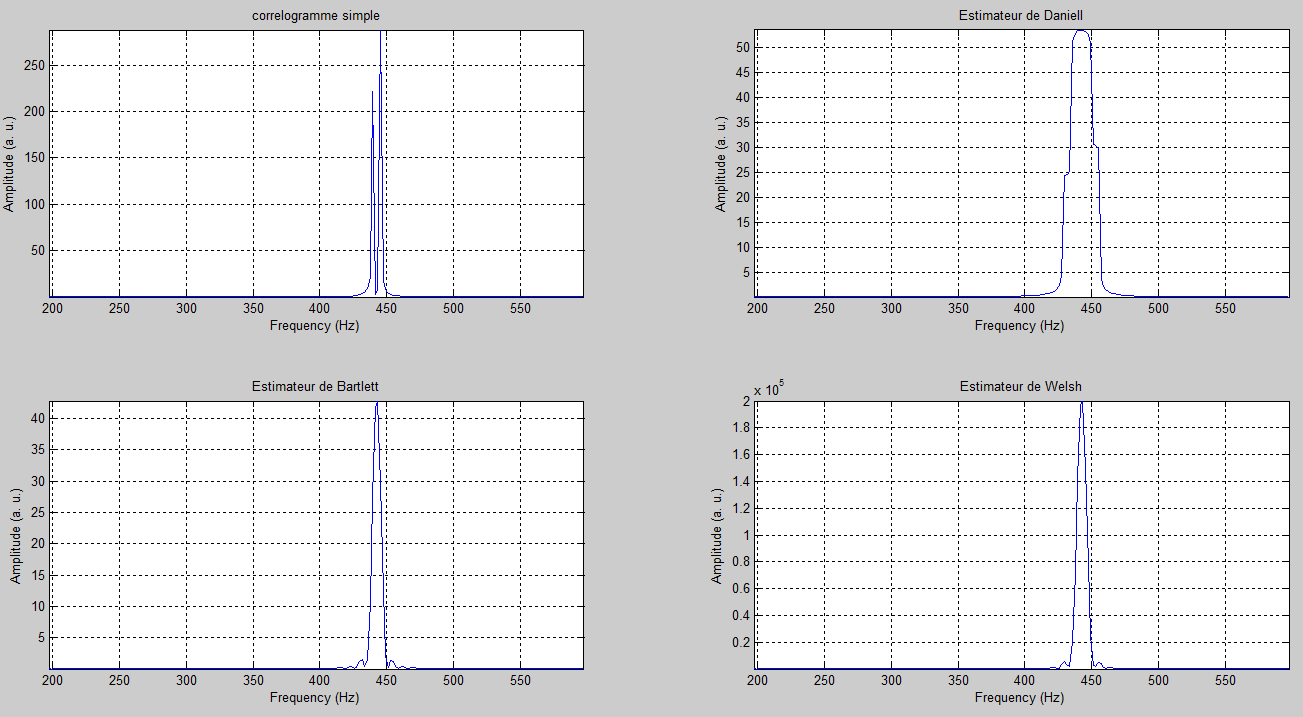 correlogramme simple
Amplitude (a. u.)
250
200
150
100
50
200 250 300 350 400 450 500 550
Frequency (Hz)
Estimateur de Daniell
Amplitude (a. u.)
50
45
40
35
30
25
20
15
10
5
200 250 300 350 400 450 500 550
Frequency (Hz)
Estimateur de Bartlett
Amplitude (a. u.)
40
35
30
25
20
15
10
5
200 250 300 350 400 450 500 550
Frequency (Hz)
Estimateur de Welsh
x 10^5
Amplitude (a. u.)
2
1.8
1.6
1.4
1.2
1
0.8
0.6
0.4
0.2
200 250 300 350 400 450 500 550
Frequency (Hz)